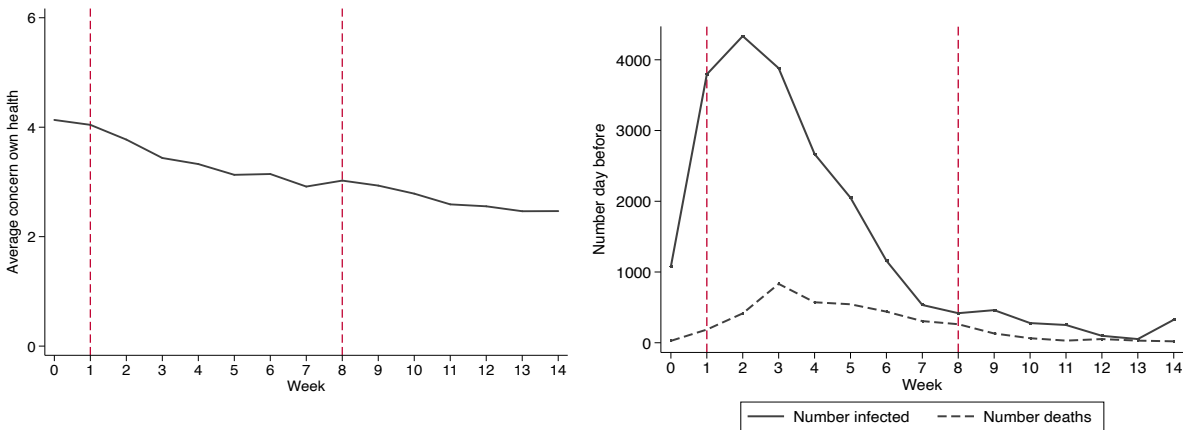 Average concern own health
6
4
2
0
0 1 2 3 4 5 6 7 8 9 10 11 12 13 14
Week
Number day before
4000
3000
2000
1000
0
0 1 2 3 4 5 6 7 8 9 10 11 12 13 14
Week
Number infected Number deaths